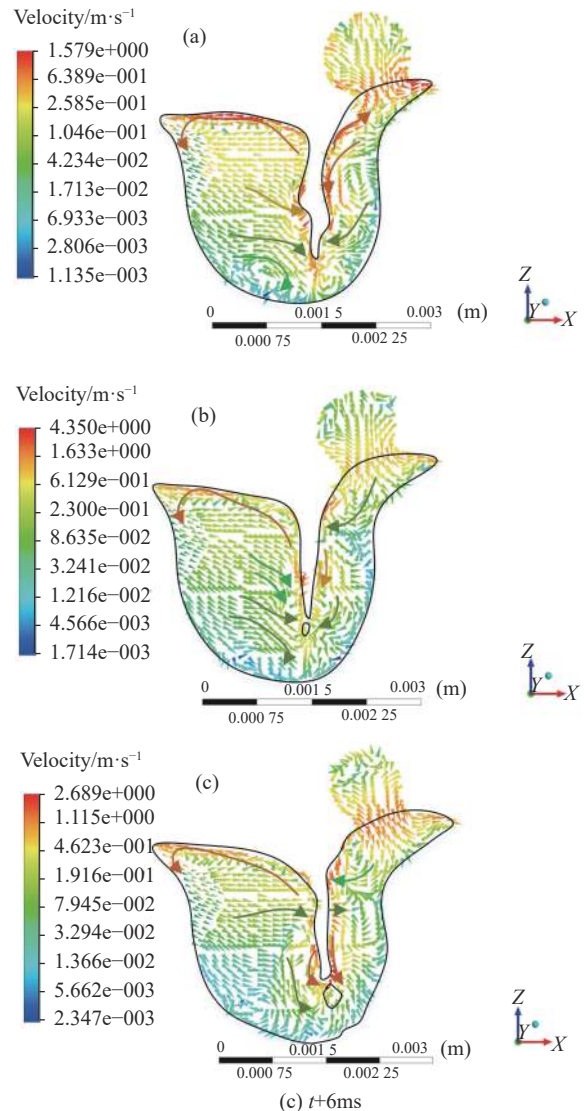 Velocity/m·s⁻¹
(a)
1.579e+000
6.389e−001
2.585e−001
1.046e−001
4.234e−002
1.713e−002
6.933e−003
2.806e−003
1.135e−003
0 0.001 5 0.003 (m)
0.000 75 0.002 25
Z
Y
X
Velocity/m·s⁻¹
(b)
4.350e+000
1.633e+000
6.129e−001
2.300e−001
8.635e−002
3.241e−002
1.216e−002
4.566e−003
1.714e−003
0 0.001 5 0.003 (m)
0.000 75 0.002 25
Z
Y
X
Velocity/m·s⁻¹
(c)
2.689e+000
1.115e+000
4.623e−001
1.916e−001
7.945e−002
3.294e−002
1.366e−002
5.662e−003
2.347e−003
0 0.001 5 0.003 (m)
0.000 75 0.002 25
Z
Y
X
(c) t+6ms